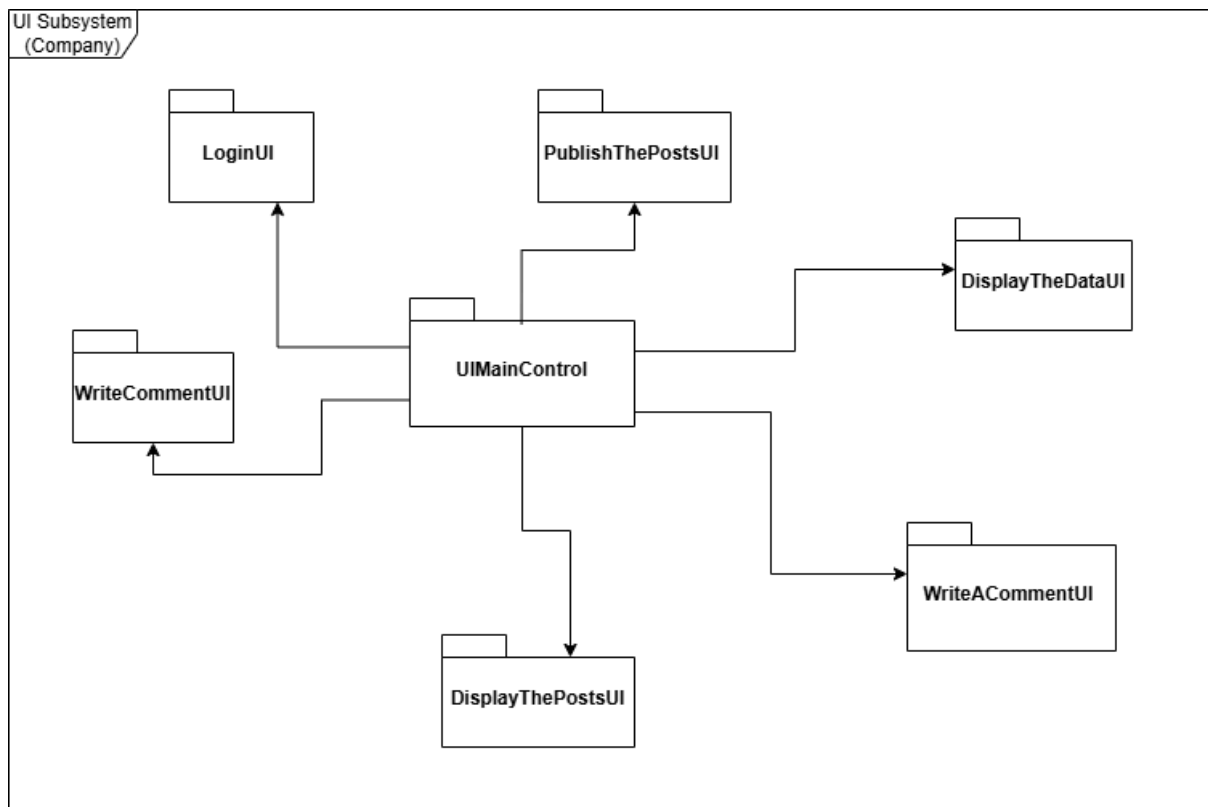 UI Subsystem
(Company)
LoginUI
PublishThePostsUI
DisplayTheDataUI
UIMainControl
WriteCommentUI
WriteACommentUI
DisplayThePostsUI